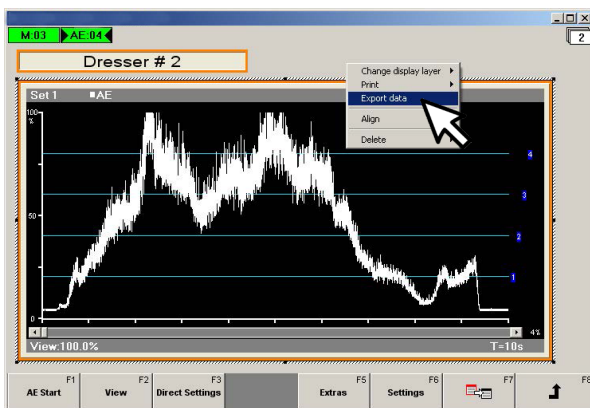 M:03 AE:04
2
Dresser # 2
Change display layer
Print
Export data
Align
Delete
Set 1 ■AE
100-
%
4
3
50-
2
1
0-
4%
View:100.0% T=10s
F1 F2 F3 F5 F6 F7 F8
AE Start View Direct Settings Extras Settings